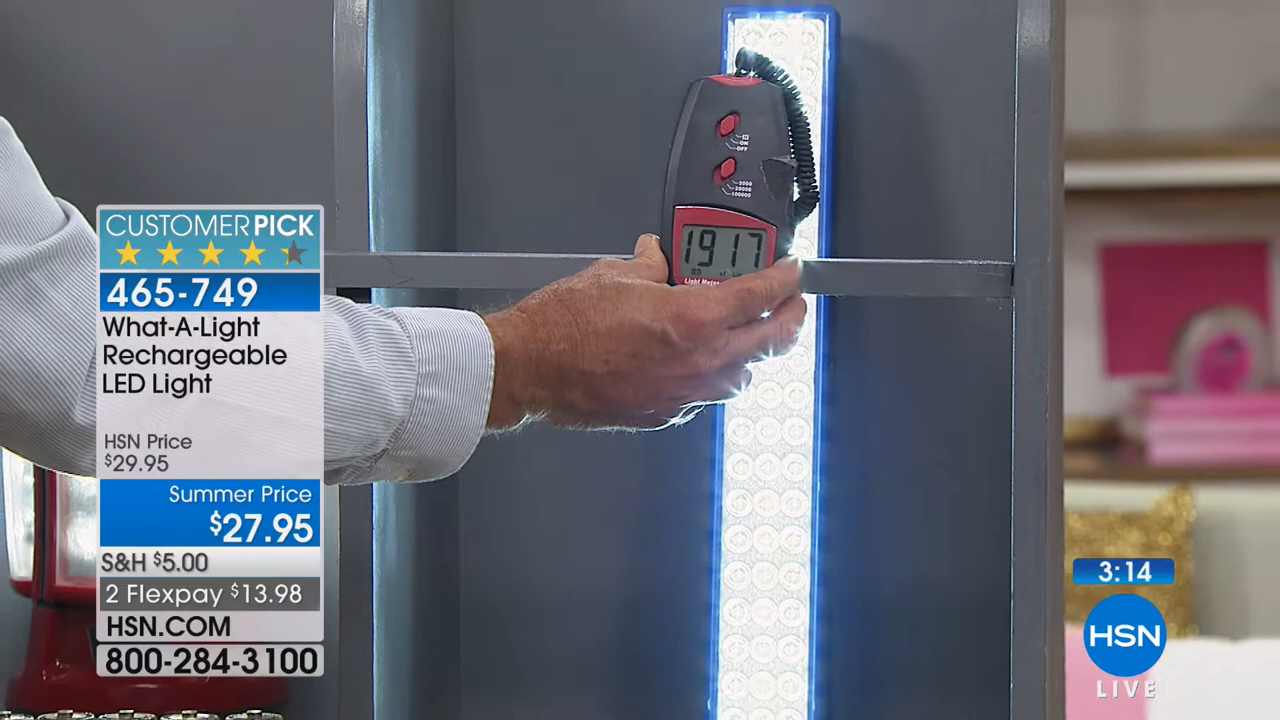 CUSTOMER PICK
465-749
What-A-Light
Rechargeable
LED Light
HSN Price
$29.95
Summer Price
$27.95
S&H $5.00
2 Flexpay $13.98
HSN.COM
800-284-3100
ON
OFF
2000
20000
100000
1917
Light Meter
3:14
HSN
LIVE